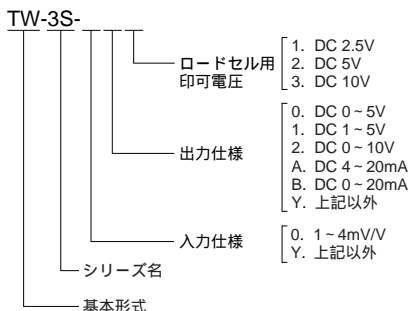 TW-3S-
ロードセル用
印可電圧
1. DC 2.5V
2. DC 5V
3. DC 10V
出力仕様
0. DC 0~5V
1. DC 1~5V
2. DC 0~10V
A. DC 4~20mA
B. DC 0~20mA
Y. 上記以外
入力仕様
0. 1~4mV/V
Y. 上記以外
シリーズ名
基本形式